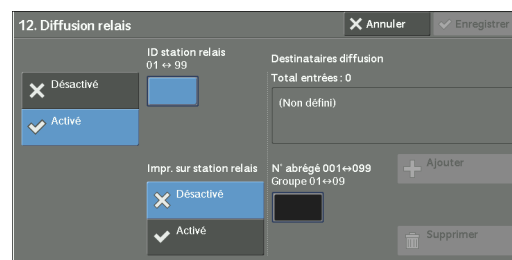 12. Diffusion relais
Annuler
Enregistrer
ID station relais
01 ↔ 99
Désactivé
Activé
Destinataires diffusion
Total entrées : 0
(Non défini)
Impr. sur station relais
Désactivé
Activé
N° abrégé 001↔099
Groupe 01↔09
Ajouter
Supprimer